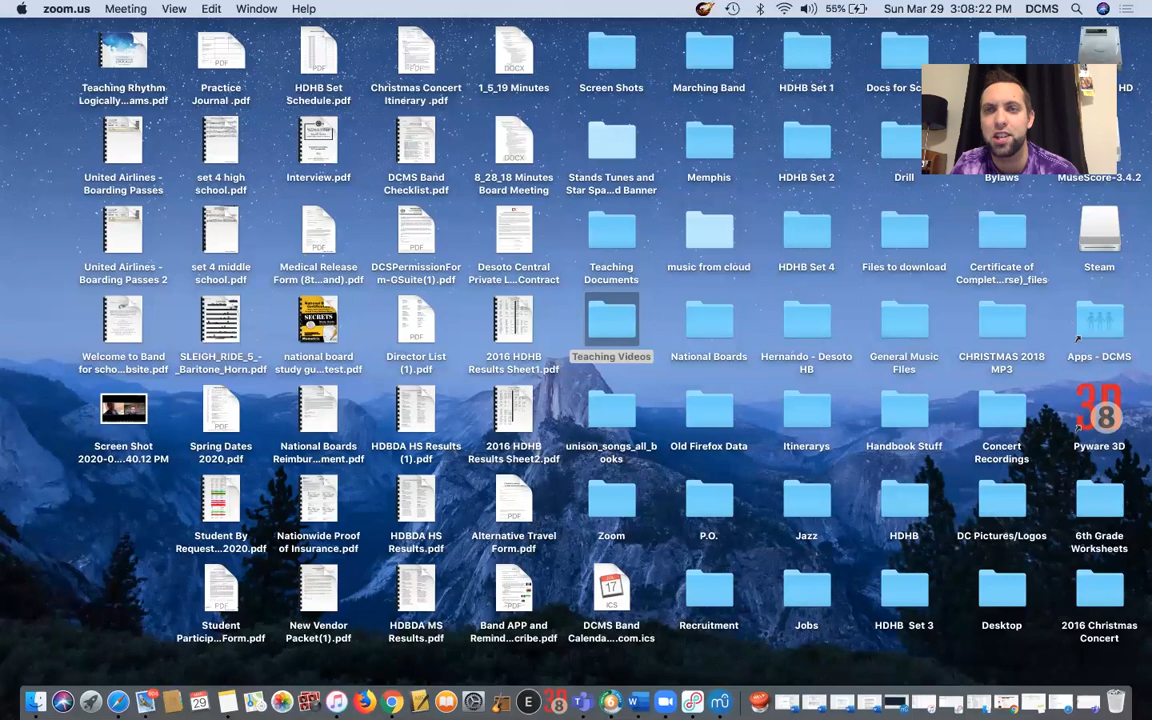 zoom.us Meeting View Edit Window Help 55% Sun Mar 29 3:08:22 PM DCMS
Teaching Rhythm Practice HDHB Set Christmas Concert 1_5_19 Minutes Screen Shots Marching Band HDHB Set 1 Docs for Sc HD
Logically...ams.pdf Journal .pdf Schedule.pdf Itinerary .pdf
United Airlines - set 4 high Interview.pdf DCMS Band 8_28_18 Minutes Stands Tunes and Memphis HDHB Set 2 Drill Bylaws MuseScore-3.4.2
Boarding Passes school.pdf Checklist.pdf Board Meeting Star Spa...d Banner
United Airlines - set 4 middle Medical Release DCSPermissionFor Desoto Central Teaching music from cloud HDHB Set 4 Files to download Certificate of Steam
Boarding Passes 2 school.pdf Form (8t...and).pdf m-GSuite(1).pdf Private L...Contract Documents Complet...rse)_files
Welcome to Band SLEIGH_RIDE_5_- national board Director List 2016 HDHB Teaching Videos National Boards Hernando - Desoto General Music CHRISTMAS 2018 Apps - DCMS
for scho...bsite.pdf _Baritone_Horn.pdf study gu...test.pdf (1).pdf Results Sheet1.pdf HB FIles MP3
Screen Shot Spring Dates National Boards HDBDA HS Results 2016 HDHB unison_songs_all_b Old Firefox Data Itinerarys Handbook Stuff Concert Pyware 3D
2020-0....40.12 PM 2020.pdf Reimbur...ment.pdf (1).pdf Results Sheet2.pdf ooks Recordings
Student By Nationwide Proof HDBDA HS Alternative Travel Zoom P.O. Jazz HDHB DC Pictures/Logos 6th Grade
Request...2020.pdf of Insurance.pdf Results.pdf Form.pdf Worksheets
Student New Vendor HDBDA MS Band APP and DCMS Band Recruitment Jobs HDHB Set 3 Desktop 2016 Christmas
Particip...Form.pdf Packet(1).pdf Results.pdf Remind...cribe.pdf Calenda....com.ics Concert